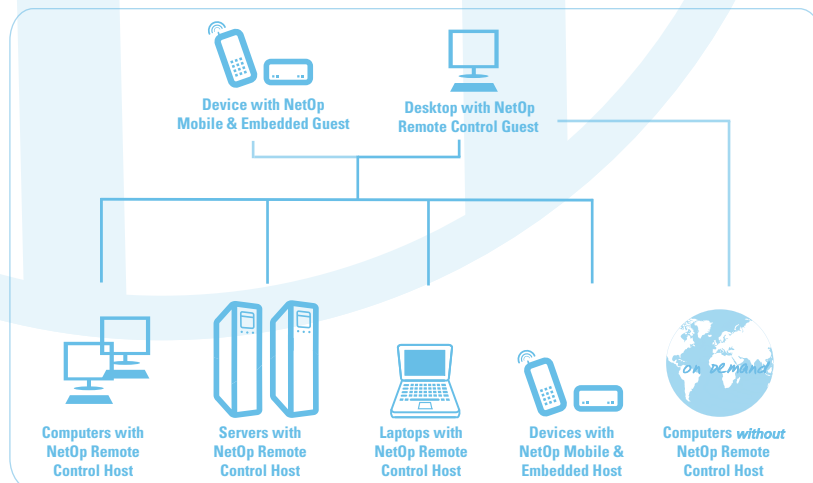 Device with NetOp
Mobile & Embedded Guest
Desktop with NetOp
Remote Control Guest
on demand
Computers with
NetOp Remote
Control Host
Servers with
NetOp Remote
Control Host
Laptops with
NetOp Remote
Control Host
Devices with
NetOp Mobile &
Embedded Host
Computers without
NetOp Remote
Control Host